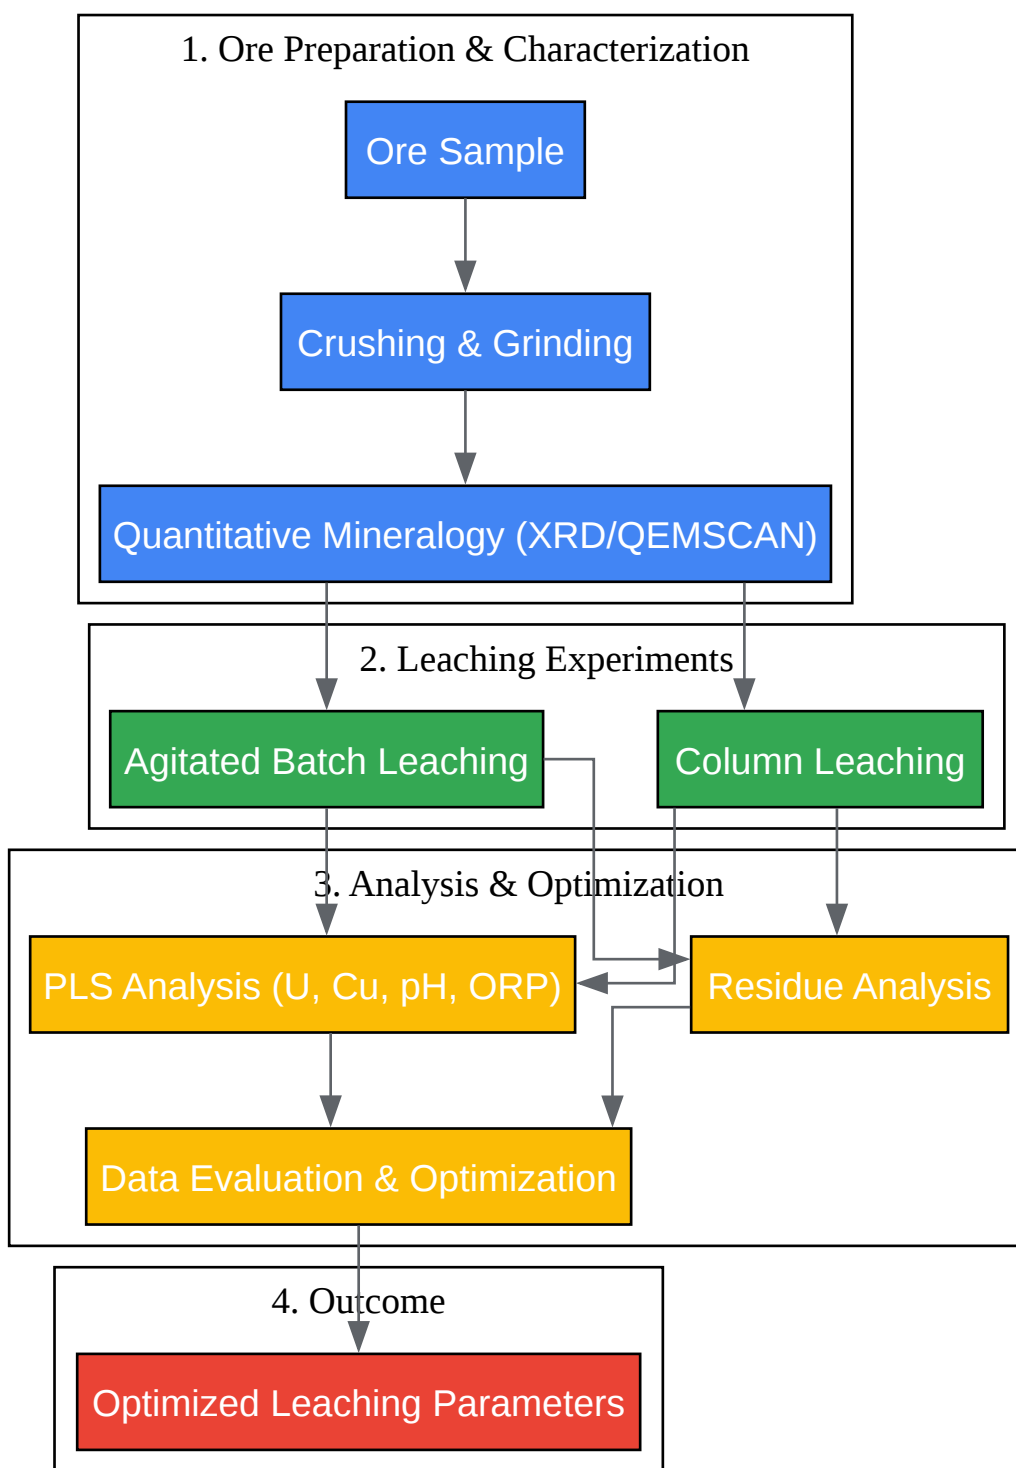 1. Ore Preparation & Characterization
Ore Sample
Crushing & Grinding
Quantitative Mineralogy (XRD/QEMSCAN)
2. Leaching Experiments
Agitated Batch Leaching
Column Leaching
3. Analysis & Optimization
PLS Analysis (U, Cu, pH, ORP)
Residue Analysis
Data Evaluation & Optimization
4. Outcome
Optimized Leaching Parameters